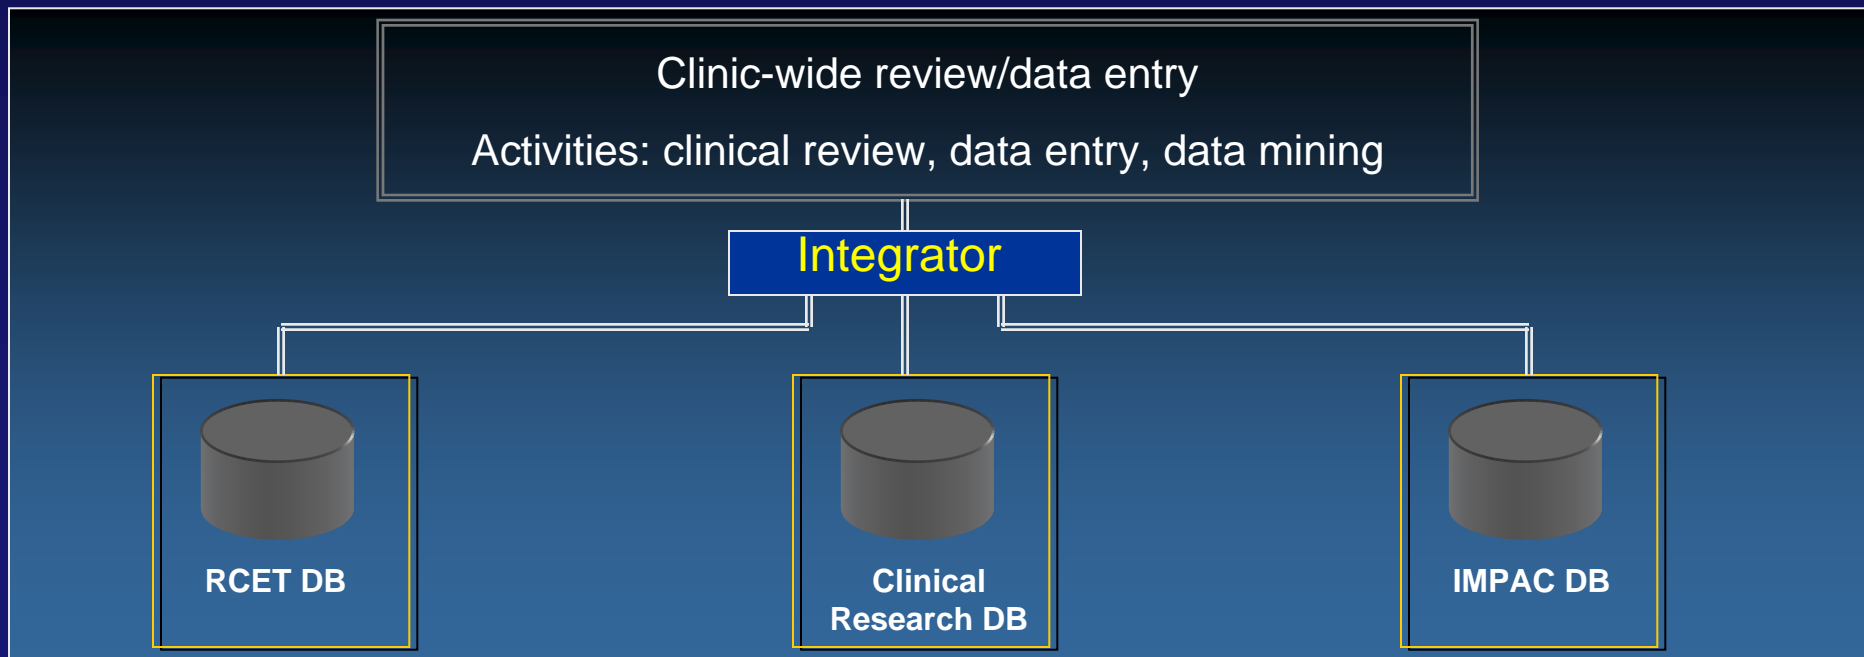 Clinic-wide review/data entry
Activities: clinical review, data entry, data mining
Integrator
RCET DB
Clinical
Research DB
IMPAC DB